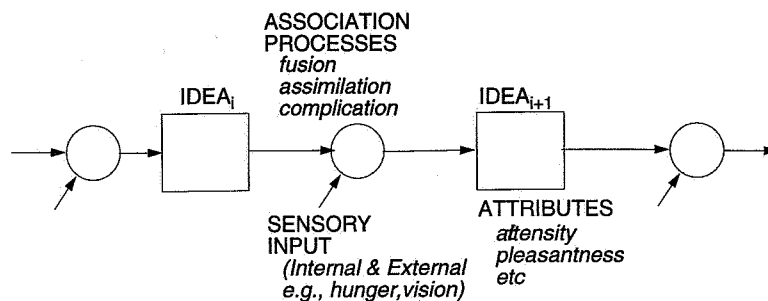 ASSOCIATION
PROCESSES
fusion
assimilation
complication
IDEAi
IDEAi+1
SENSORY
INPUT
(Internal & External
e.g., hunger,vision)
ATTRIBUTES
attensity
pleasantness
etc